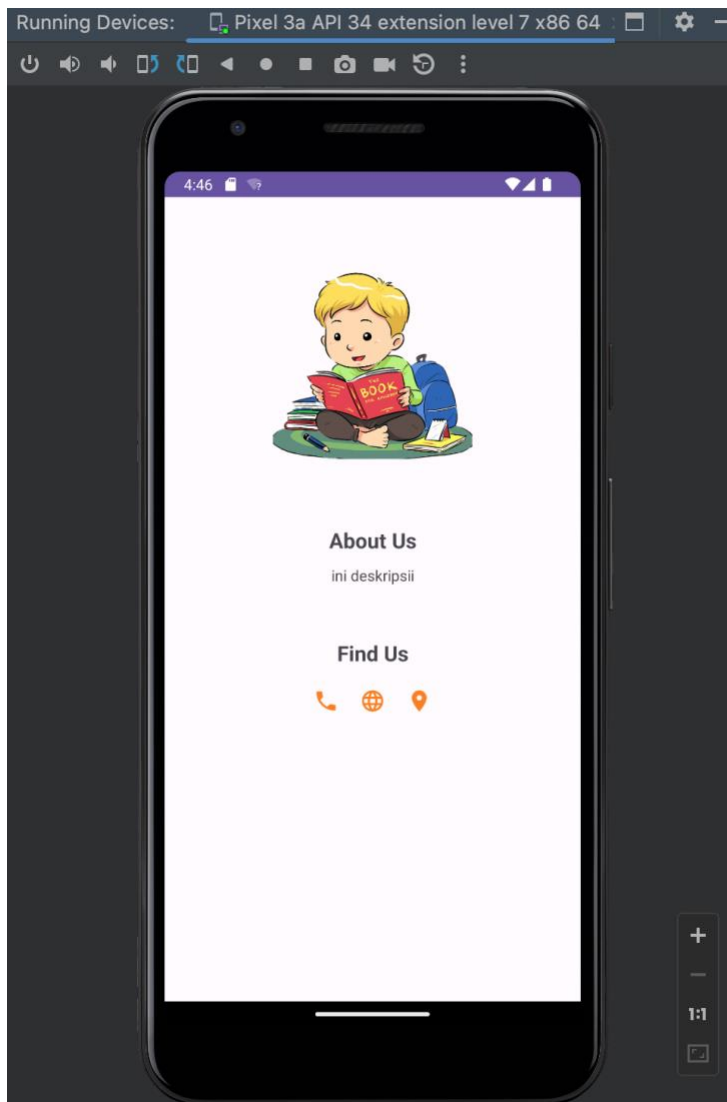 Running Devices: Pixel 3a API 34 extension level 7 x86 64
4:46
BOOK
About Us
ini deskripsii
Find Us
1:1